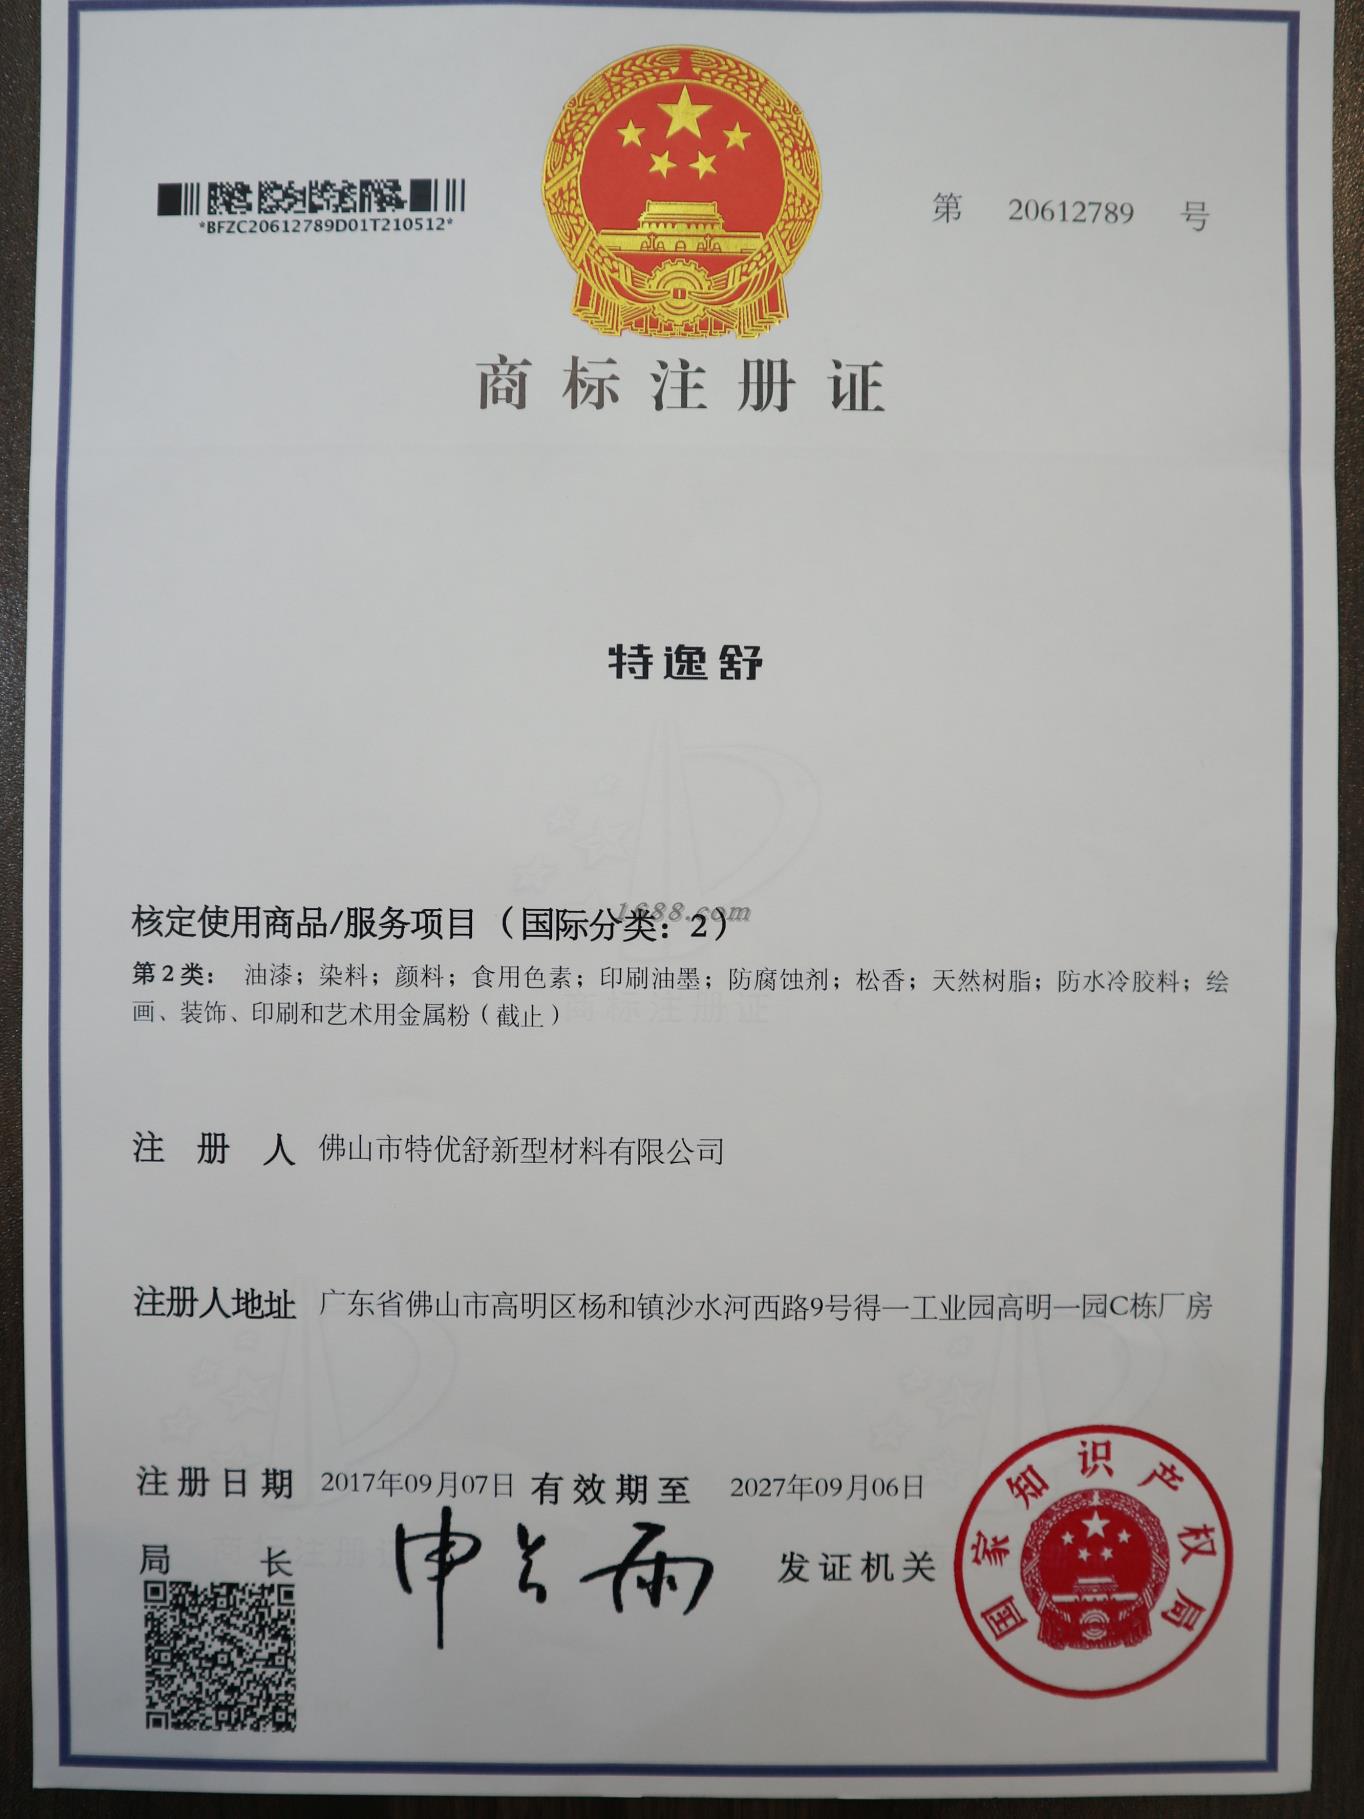 *BFZC20612789D01T210512*
第 20612789 号
商标注册证
特逸舒
1688.com
核定使用商品/服务项目（国际分类：2）
第2类： 油漆；染料；颜料；食用色素；印刷油墨；防腐蚀剂；松香；天然树脂；防水冷胶料；绘
画、装饰、印刷和艺术用金属粉（截止）
商标注册证
注册人 佛山市特优舒新型材料有限公司
注册人地址 广东省佛山市高明区杨和镇沙水河西路9号得一工业园高明一园C栋厂房
注册日期 2017年09月07日 有效期至 2027年09月06日
局长 申长雨 发证机关
国家知识产权局